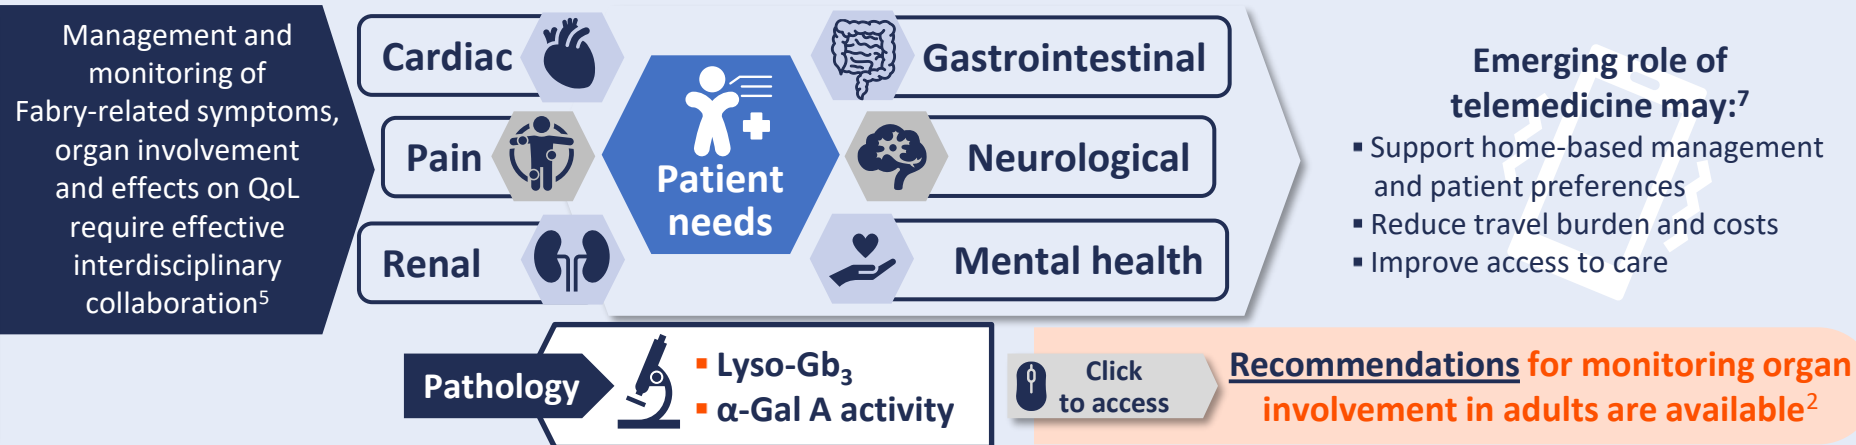 Management and
monitoring of
Fabry-related symptoms,
organ involvement
and effects on QoL
require effective
interdisciplinary
collaboration⁵
Cardiac
Pain
Renal
Patient
needs
Gastrointestinal
Neurological
Mental health
Emerging role of
telemedicine may:⁷
▪ Support home-based management
and patient preferences
▪ Reduce travel burden and costs
▪ Improve access to care
Pathology
▪ Lyso-Gb₃
▪ α-Gal A activity
Click
to access
Recommendations for monitoring organ
involvement in adults are available²